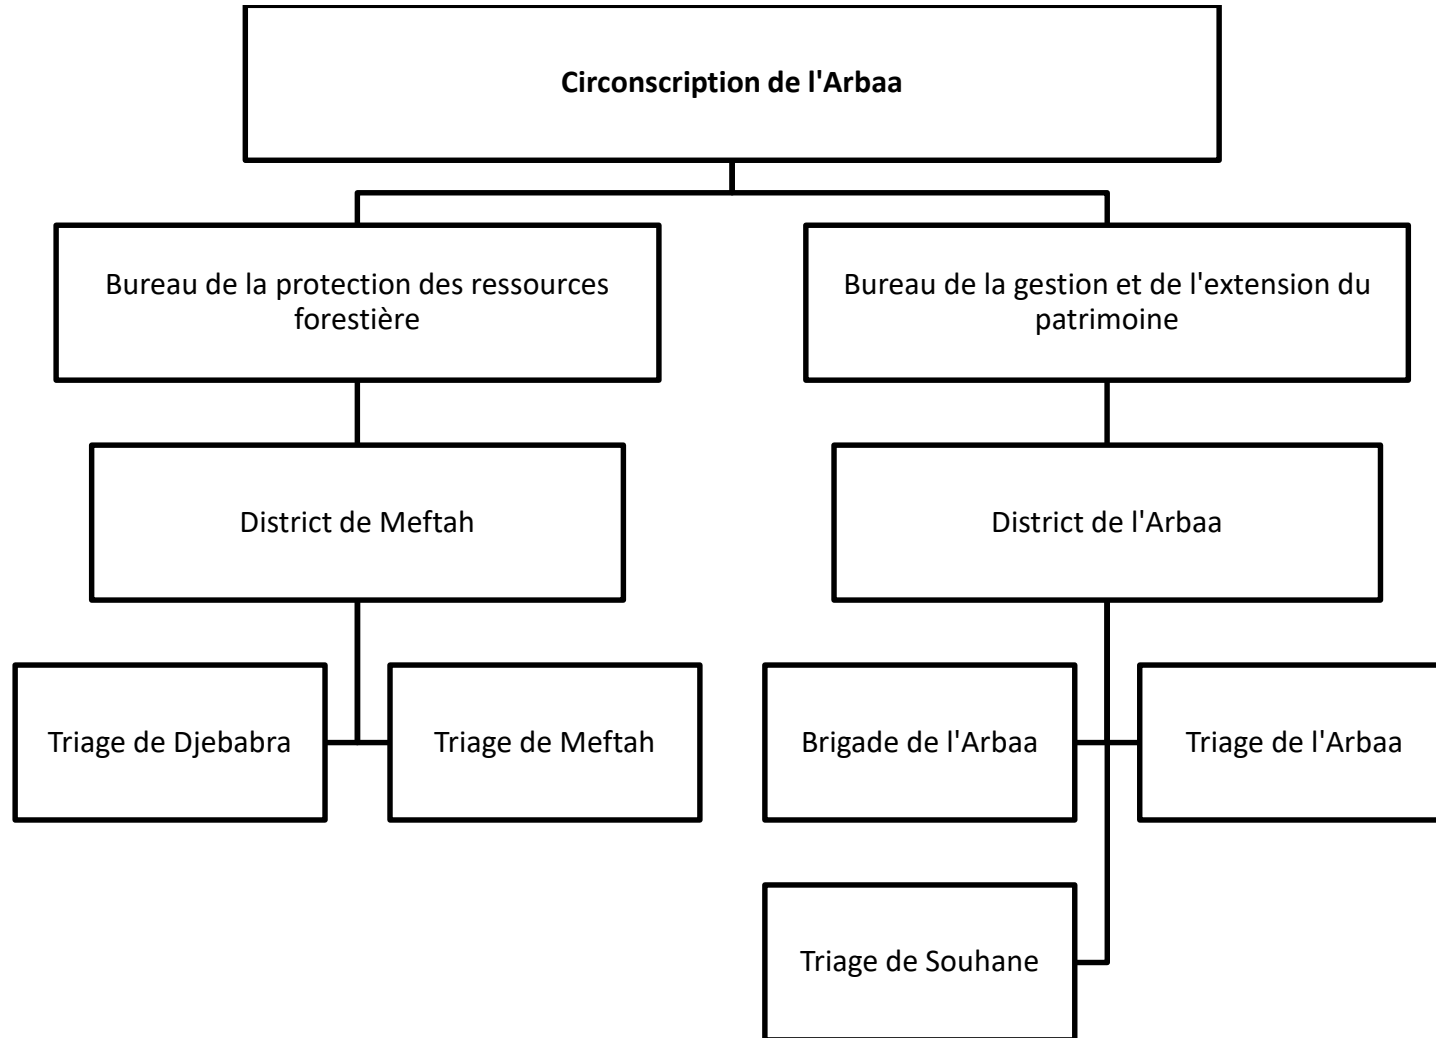 Circonscription de l'Arbaa
Bureau de la protection des ressources
forestière
Bureau de la gestion et de l'extension du
patrimoine
District de Meftah
District de l'Arbaa
Triage de Djebabra
Triage de Meftah
Brigade de l'Arbaa
Triage de l'Arbaa
Triage de Souhane